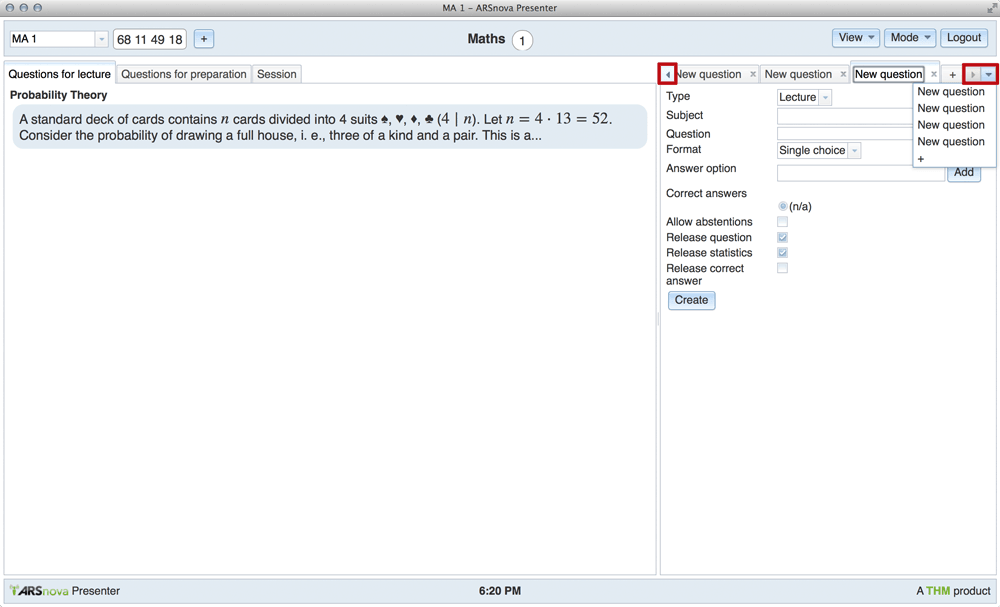 MA 1 – ARSnova Presenter
MA 1 68 11 49 18 + Maths 1 View Mode Logout
Questions for lecture Questions for preparation Session
Probability Theory
A standard deck of cards contains n cards divided into 4 suits ♠, ♥, ♦, ♣ (4 | n). Let n = 4 · 13 = 52.
Consider the probability of drawing a full house, i. e., three of a kind and a pair. This is a...
New question × New question × New question × +
New question
New question
New question
New question
+
Type Lecture
Subject
Question
Format Single choice
Answer option Add
Correct answers
(n/a)
Allow abstentions
Release question
Release statistics
Release correct
answer
Create
ARSnova Presenter 6:20 PM A THM product